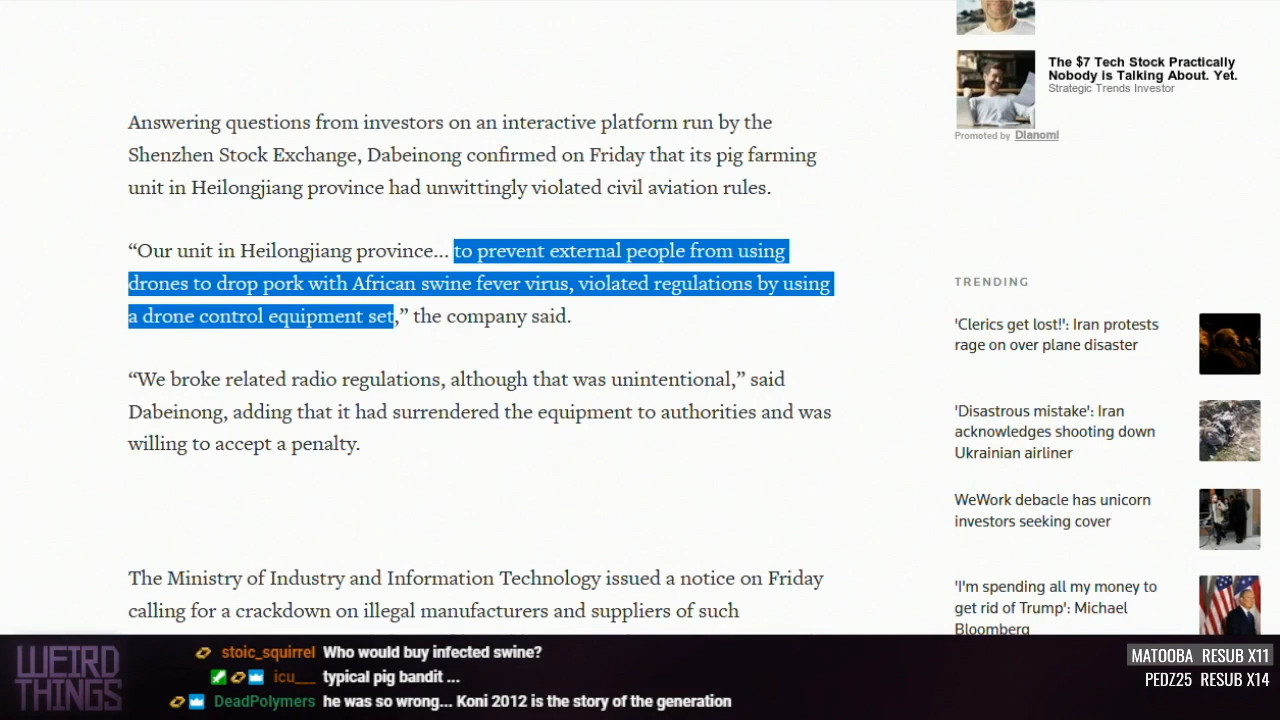 The $7 Tech Stock Practically
Nobody is Talking About. Yet.
Strategic Trends Investor
Promoted by Dianomi
Answering questions from investors on an interactive platform run by the
Shenzhen Stock Exchange, Dabeinong confirmed on Friday that its pig farming
unit in Heilongjiang province had unwittingly violated civil aviation rules.
“Our unit in Heilongjiang province... to prevent external people from using
drones to drop pork with African swine fever virus, violated regulations by using
a drone control equipment set,” the company said.
“We broke related radio regulations, although that was unintentional,” said
Dabeinong, adding that it had surrendered the equipment to authorities and was
willing to accept a penalty.
The Ministry of Industry and Information Technology issued a notice on Friday
calling for a crackdown on illegal manufacturers and suppliers of such
TRENDING
'Clerics get lost!': Iran protests
rage on over plane disaster
'Disastrous mistake': Iran
acknowledges shooting down
Ukrainian airliner
WeWork debacle has unicorn
investors seeking cover
'I'm spending all my money to
get rid of Trump': Michael
Bloomberg
WEIRD
THINGS
stoic_squirrel Who would buy infected swine?
icu__ typical pig bandit ...
DeadPolymers he was so wrong... Koni 2012 is the story of the generation
MATOOBA RESUB X11
PEDZ25 RESUB X14